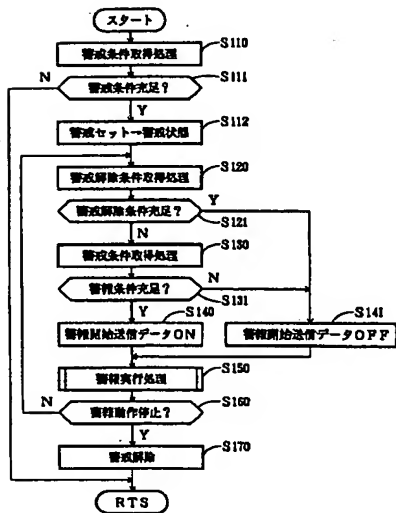 スタート
警戒条件取得処理
S110
N
警戒条件充足?
S111
Y
警戒セット→警戒状態
S112
警戒解除条件取得処理
S120
警戒解除条件充足?
Y
S121
N
警戒条件取得処理
S130
警報条件充足?
N
S131
Y
S140
S141
警報開始送信データON
警報開始送信データOFF
警報実行処理
S150
N
警報動作停止?
S160
Y
警戒解除
S170
RTS